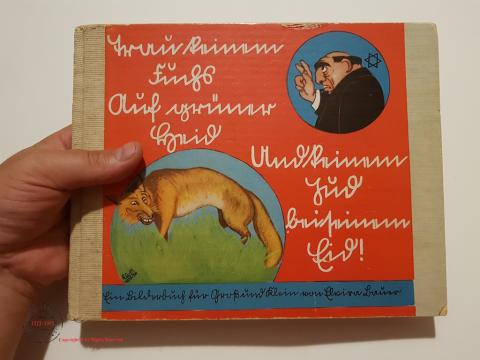 Trau keinem
Fuchs
Auf grüner
Heid
Und keinem
Jud
bei seinem
Eid!
Ein Bilderbuch für Groß und Klein von Elvira Bauer